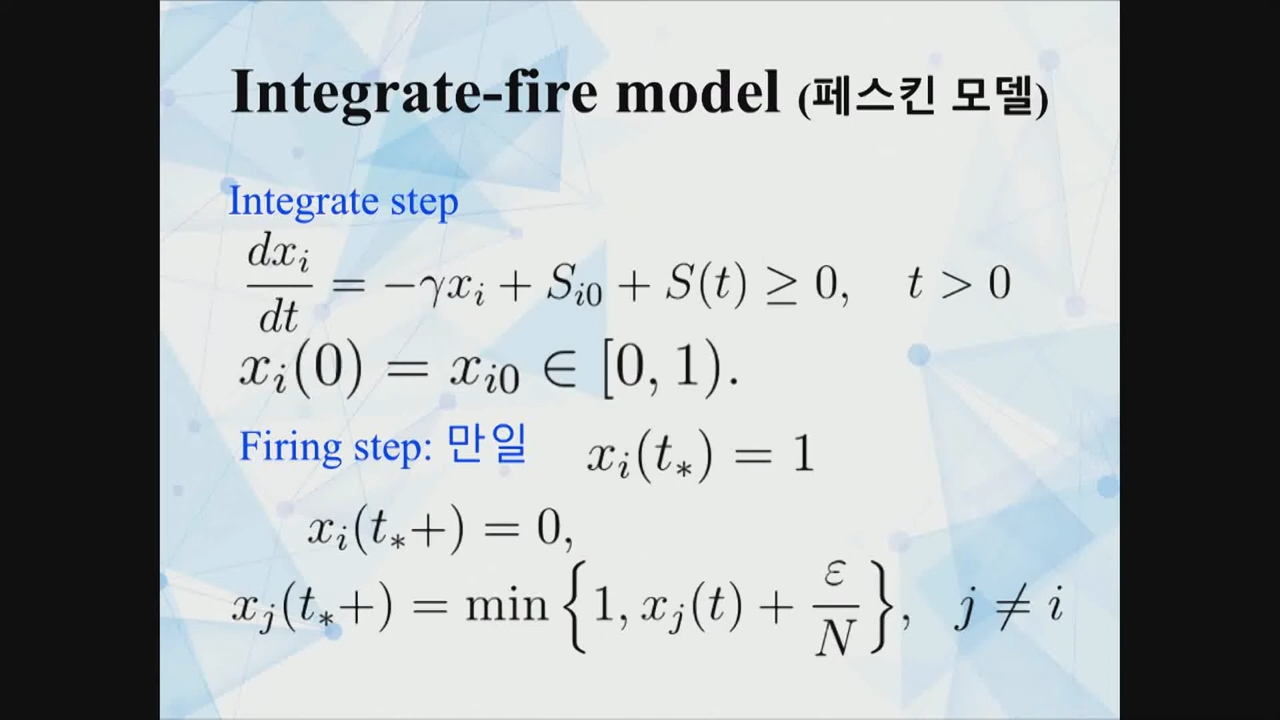 Integrate-fire model (페스킨 모델)
Integrate step
dx_i/dt = −γx_i + S_{i0} + S(t) ≥ 0, t > 0
x_i(0) = x_{i0} ∈ [0, 1).
Firing step: 만일 x_i(t_*) = 1
x_i(t_*+) = 0,
x_j(t_*+) = min {1, x_j(t) + ε/N}, j ≠ i